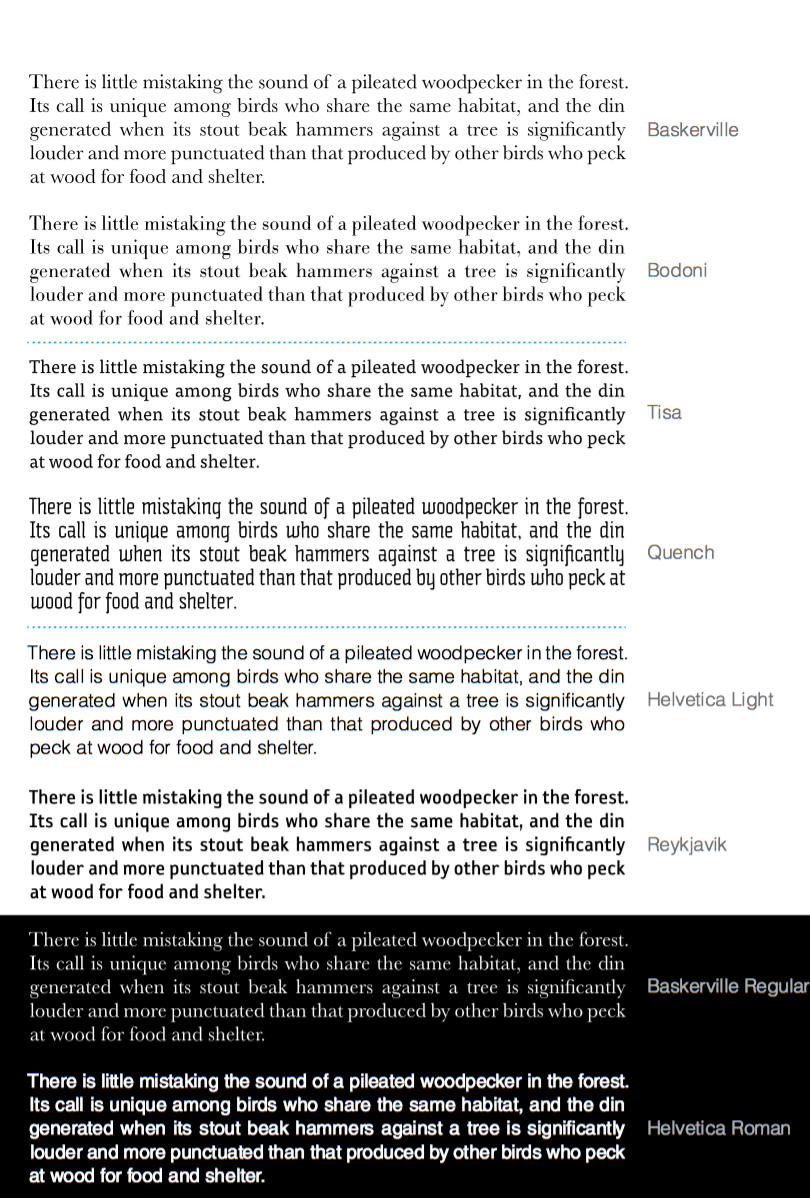 There is little mistaking the sound of a pileated woodpecker in the forest.
Its call is unique among birds who share the same habitat, and the din
generated when its stout beak hammers against a tree is significantly
louder and more punctuated than that produced by other birds who peck
at wood for food and shelter.
Baskerville
There is little mistaking the sound of a pileated woodpecker in the forest.
Its call is unique among birds who share the same habitat, and the din
generated when its stout beak hammers against a tree is significantly
louder and more punctuated than that produced by other birds who peck
at wood for food and shelter.
Bodoni
There is little mistaking the sound of a pileated woodpecker in the forest.
Its call is unique among birds who share the same habitat, and the din
generated when its stout beak hammers against a tree is significantly
louder and more punctuated than that produced by other birds who peck
at wood for food and shelter.
Tisa
There is little mistaking the sound of a pileated woodpecker in the forest.
Its call is unique among birds who share the same habitat, and the din
generated when its stout beak hammers against a tree is significantly
louder and more punctuated than that produced by other birds who peck at
wood for food and shelter.
Quench
There is little mistaking the sound of a pileated woodpecker in the forest.
Its call is unique among birds who share the same habitat, and the din
generated when its stout beak hammers against a tree is significantly
louder and more punctuated than that produced by other birds who
peck at wood for food and shelter.
Helvetica Light
There is little mistaking the sound of a pileated woodpecker in the forest.
Its call is unique among birds who share the same habitat, and the din
generated when its stout beak hammers against a tree is significantly
louder and more punctuated than that produced by other birds who peck
at wood for food and shelter.
Reykjavik
There is little mistaking the sound of a pileated woodpecker in the forest.
Its call is unique among birds who share the same habitat, and the din
generated when its stout beak hammers against a tree is significantly
louder and more punctuated than that produced by other birds who peck
at wood for food and shelter.
Baskerville Regular
There is little mistaking the sound of a pileated woodpecker in the forest.
Its call is unique among birds who share the same habitat, and the din
generated when its stout beak hammers against a tree is significantly
louder and more punctuated than that produced by other birds who peck
at wood for food and shelter.
Helvetica Roman